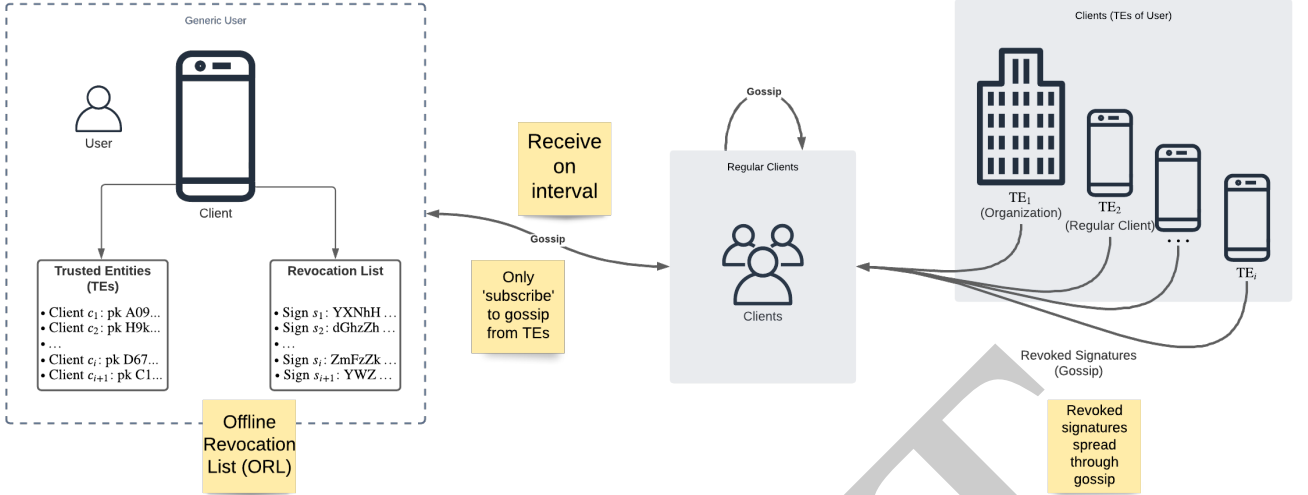 Generic User
User
Client
Trusted Entities
(TEs)
• Client c₁: pk A09...
• Client c₂: pk H9k...
• ...
• Client cᵢ: pk D67...
• Client cᵢ₊₁: pk C1...
Revocation List
• Sign s₁: YXNhH ...
• Sign s₂: dGhzZh ...
• ...
• Sign sᵢ: ZmFzZk ...
• Sign sᵢ₊₁: YWZ ...
Offline
Revocation
List (ORL)
Receive
on
interval
Gossip
Only
'subscribe'
to gossip
from TEs
Gossip
Regular Clients
Clients
Clients (TEs of User)
TE₁
(Organization)
TE₂
(Regular Client)
...
TEᵢ
Revoked Signatures
(Gossip)
Revoked
signatures
spread
through
gossip